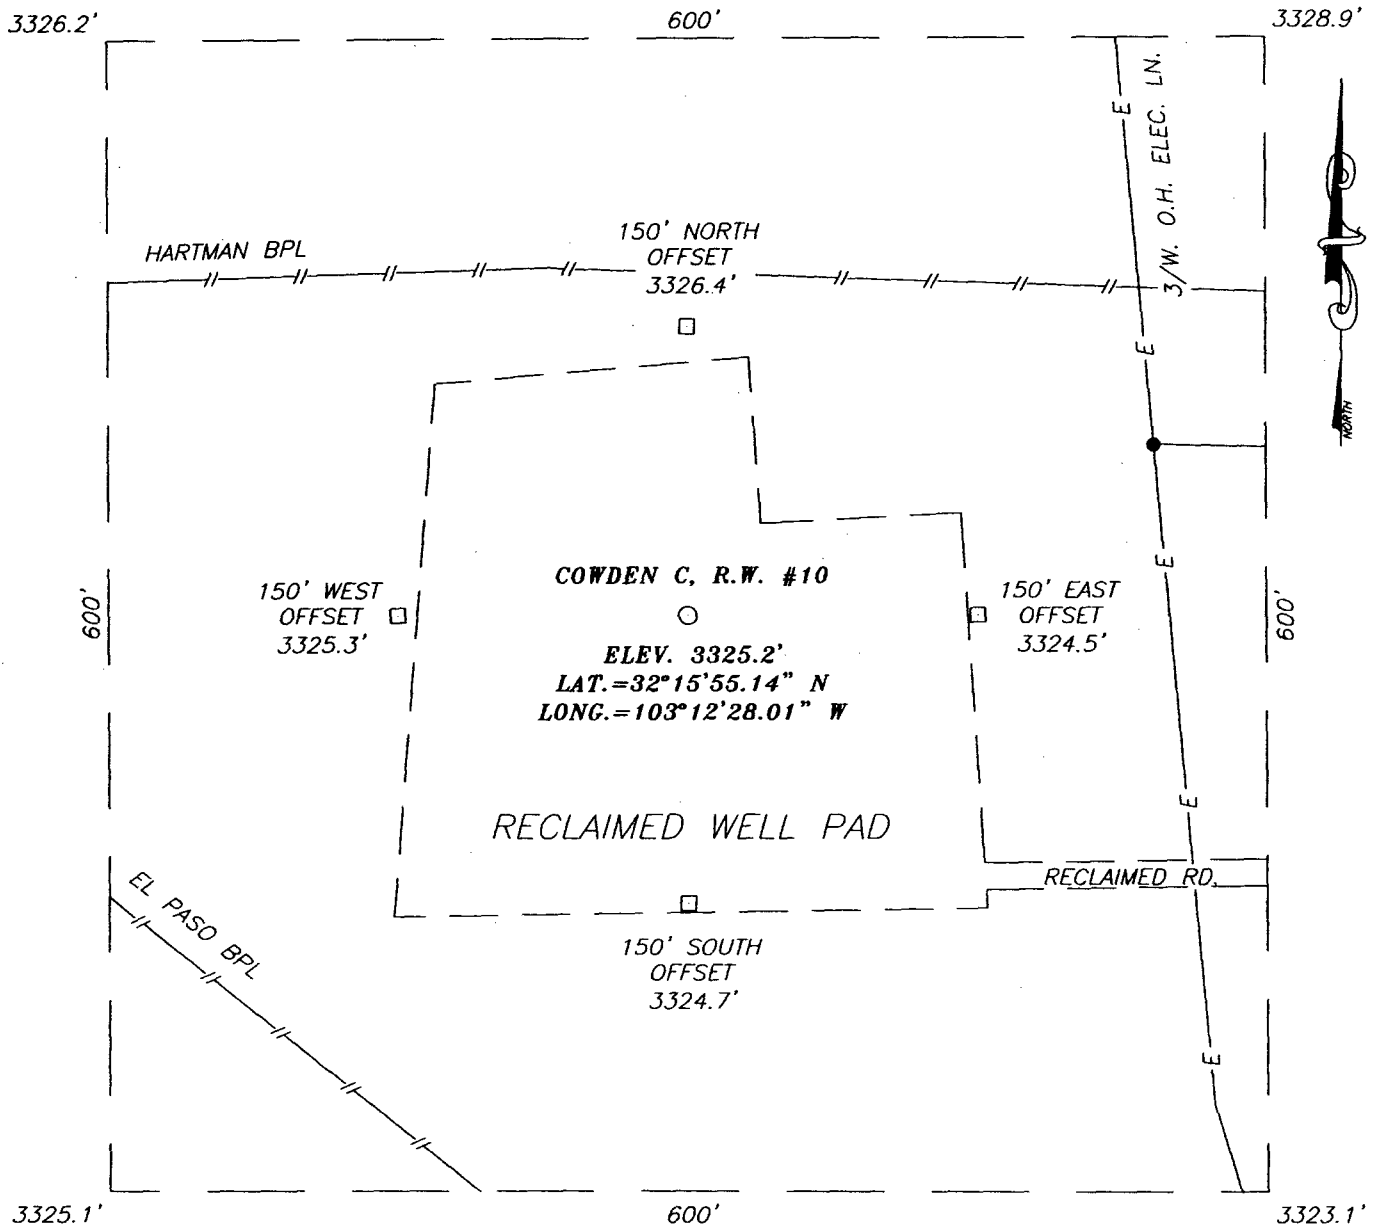 3326.2'
600'
3328.9'
E
3/W. O.H. ELEC. LN.
HARTMAN BPL
150' NORTH
OFFSET
3326.4'
E
NORTH
E
COWDEN C, R.W. #10
150' WEST
OFFSET
3325.3'
600'
150' EAST
OFFSET
3324.5'
600'
ELEV. 3325.2'
LAT.=32°15'55.14" N
LONG.=103°12'28.01" W
E
RECLAIMED WELL PAD
RECLAIMED RD.
EL PASO BPL
150' SOUTH
OFFSET
3324.7'
E
3325.1'
600'
3323.1'